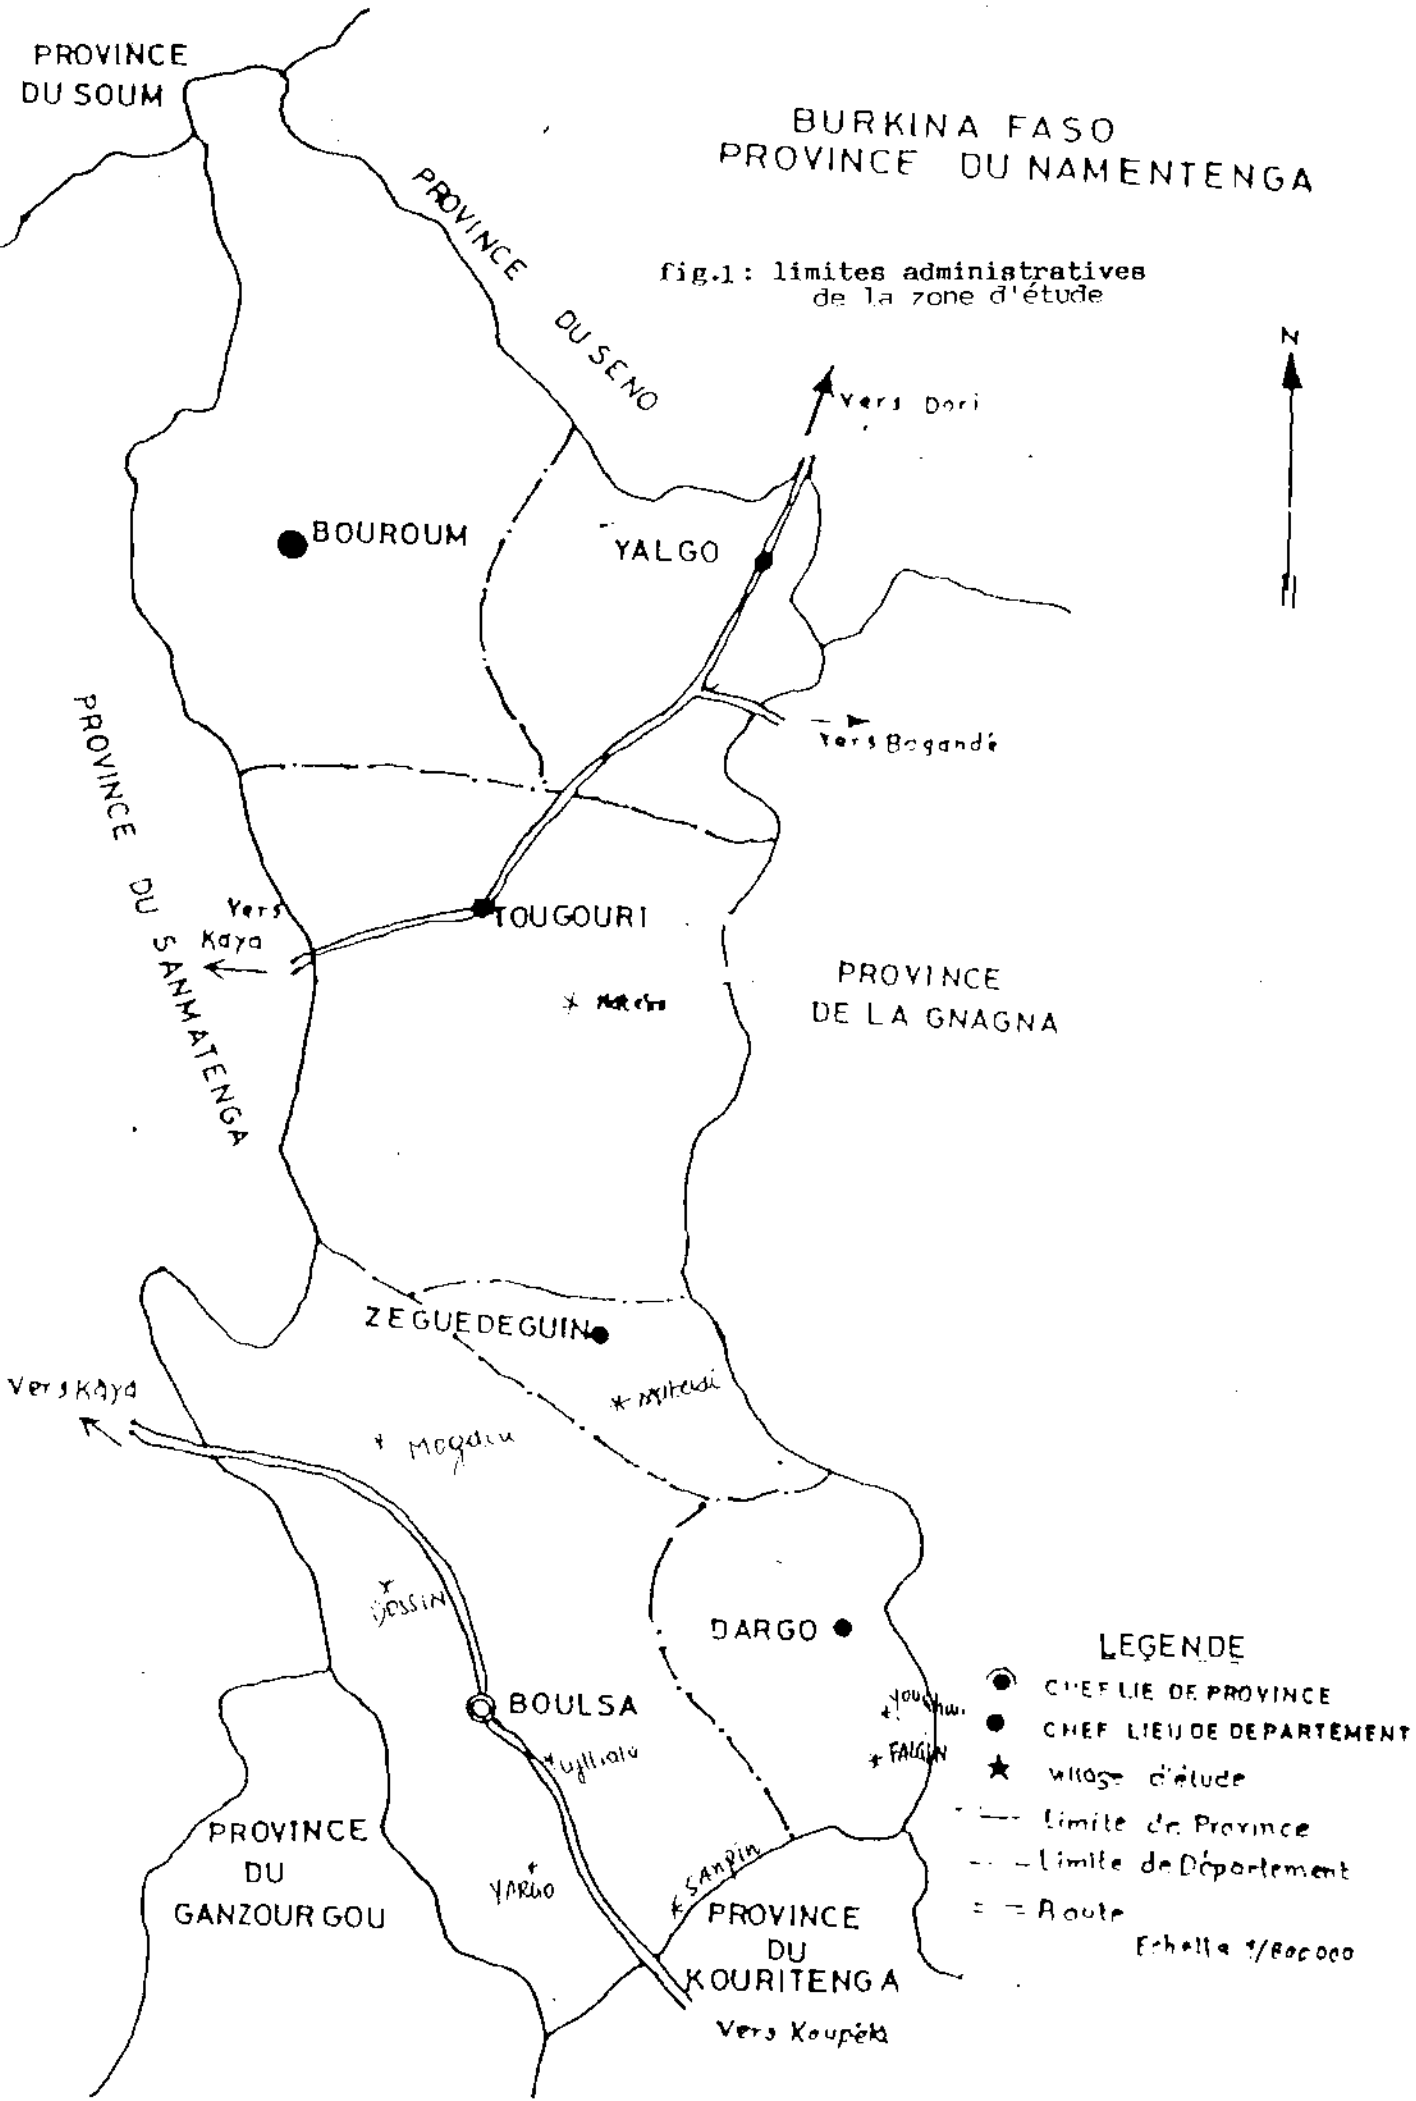 PROVINCE
DU SOUM
BURKINA FASO
PROVINCE DU NAMENTENGA
fig.1: limites administratives
de la zone d'étude
PROVINCE DU SENO
N
Vers Dori
BOUROUM
YALGO
Vers Bogandé
PROVINCE DU SANMATENGA
Vers
Kaya
TOUGOURI
PROVINCE
DE LA GNAGNA
ZEGUEDEGUIN
Vers Kaya
DESSIN
DARGO
BOULSA
FALGIN
YARGO
SANPIN
PROVINCE
DU
GANZOURGOU
PROVINCE
DU
KOURITENGA
Vers Koupéla
LEGENDE
CHEF LIE DE PROVINCE
CHEF LIEU DE DEPARTEMENT
village d'étude
Limite de Province
Limite de Département
Route
Echelle